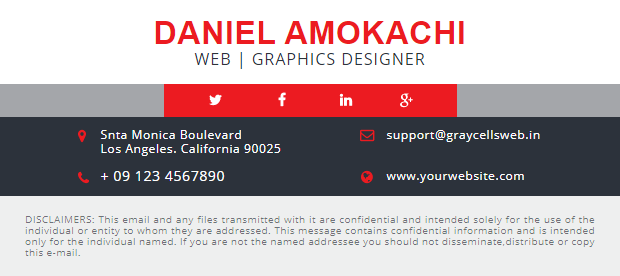 DANIEL AMOKACHI
WEB | GRAPHICS DESIGNER
Snta Monica Boulevard
Los Angeles. California 90025
support@graycellsweb.in
+ 09 123 4567890
www.yourwebsite.com
DISCLAIMERS: This email and any files transmitted with it are confidential and intended solely for the use of the
individual or entity to whom they are addressed. This message contains confidential information and is intended
only for the individual named. If you are not the named addressee you should not disseminate,distribute or copy
this e-mail.